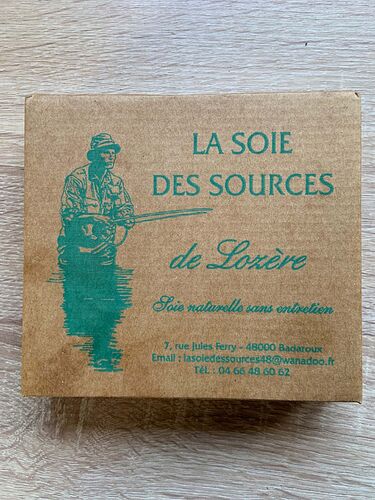 LA SOIE
DES SOURCES
de Lozère
Soie naturelle sans entretien
7, rue Jules Ferry - 48000 Badaroux
Email : lasoiedessources48@wanadoo.fr
TéL : 04 66 48 60 62